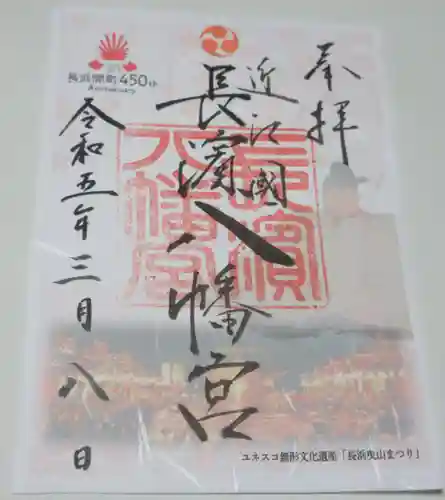 奉拝
近江國
長濱八幡宮
長濱八幡宮
令和五年三月八日
長浜開町450th
Anniversary
ユネスコ無形文化遺産「長浜曳山まつり」